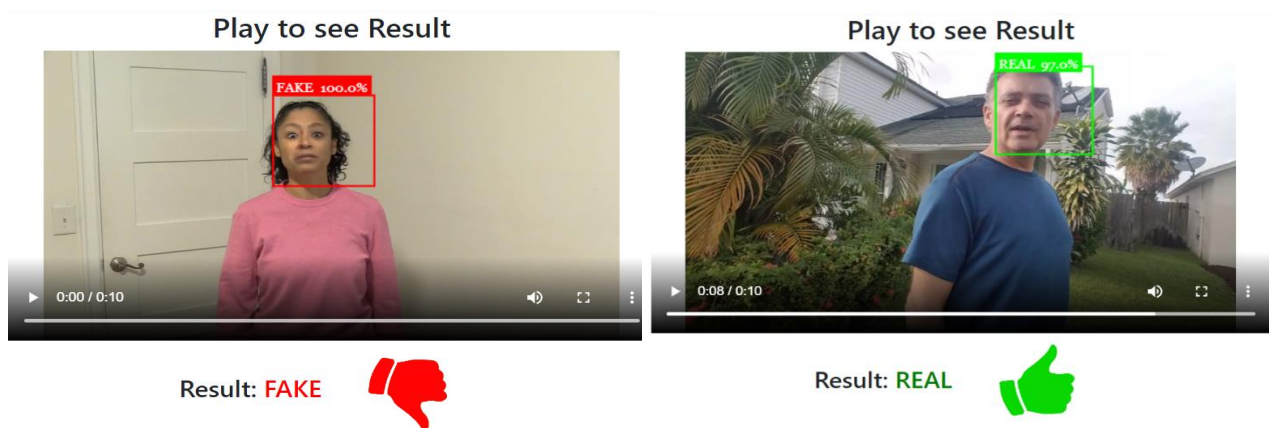 Play to see Result
FAKE 100.0%
0:00 / 0:10
Result: FAKE
Play to see Result
REAL 97.0%
0:08 / 0:10
Result: REAL